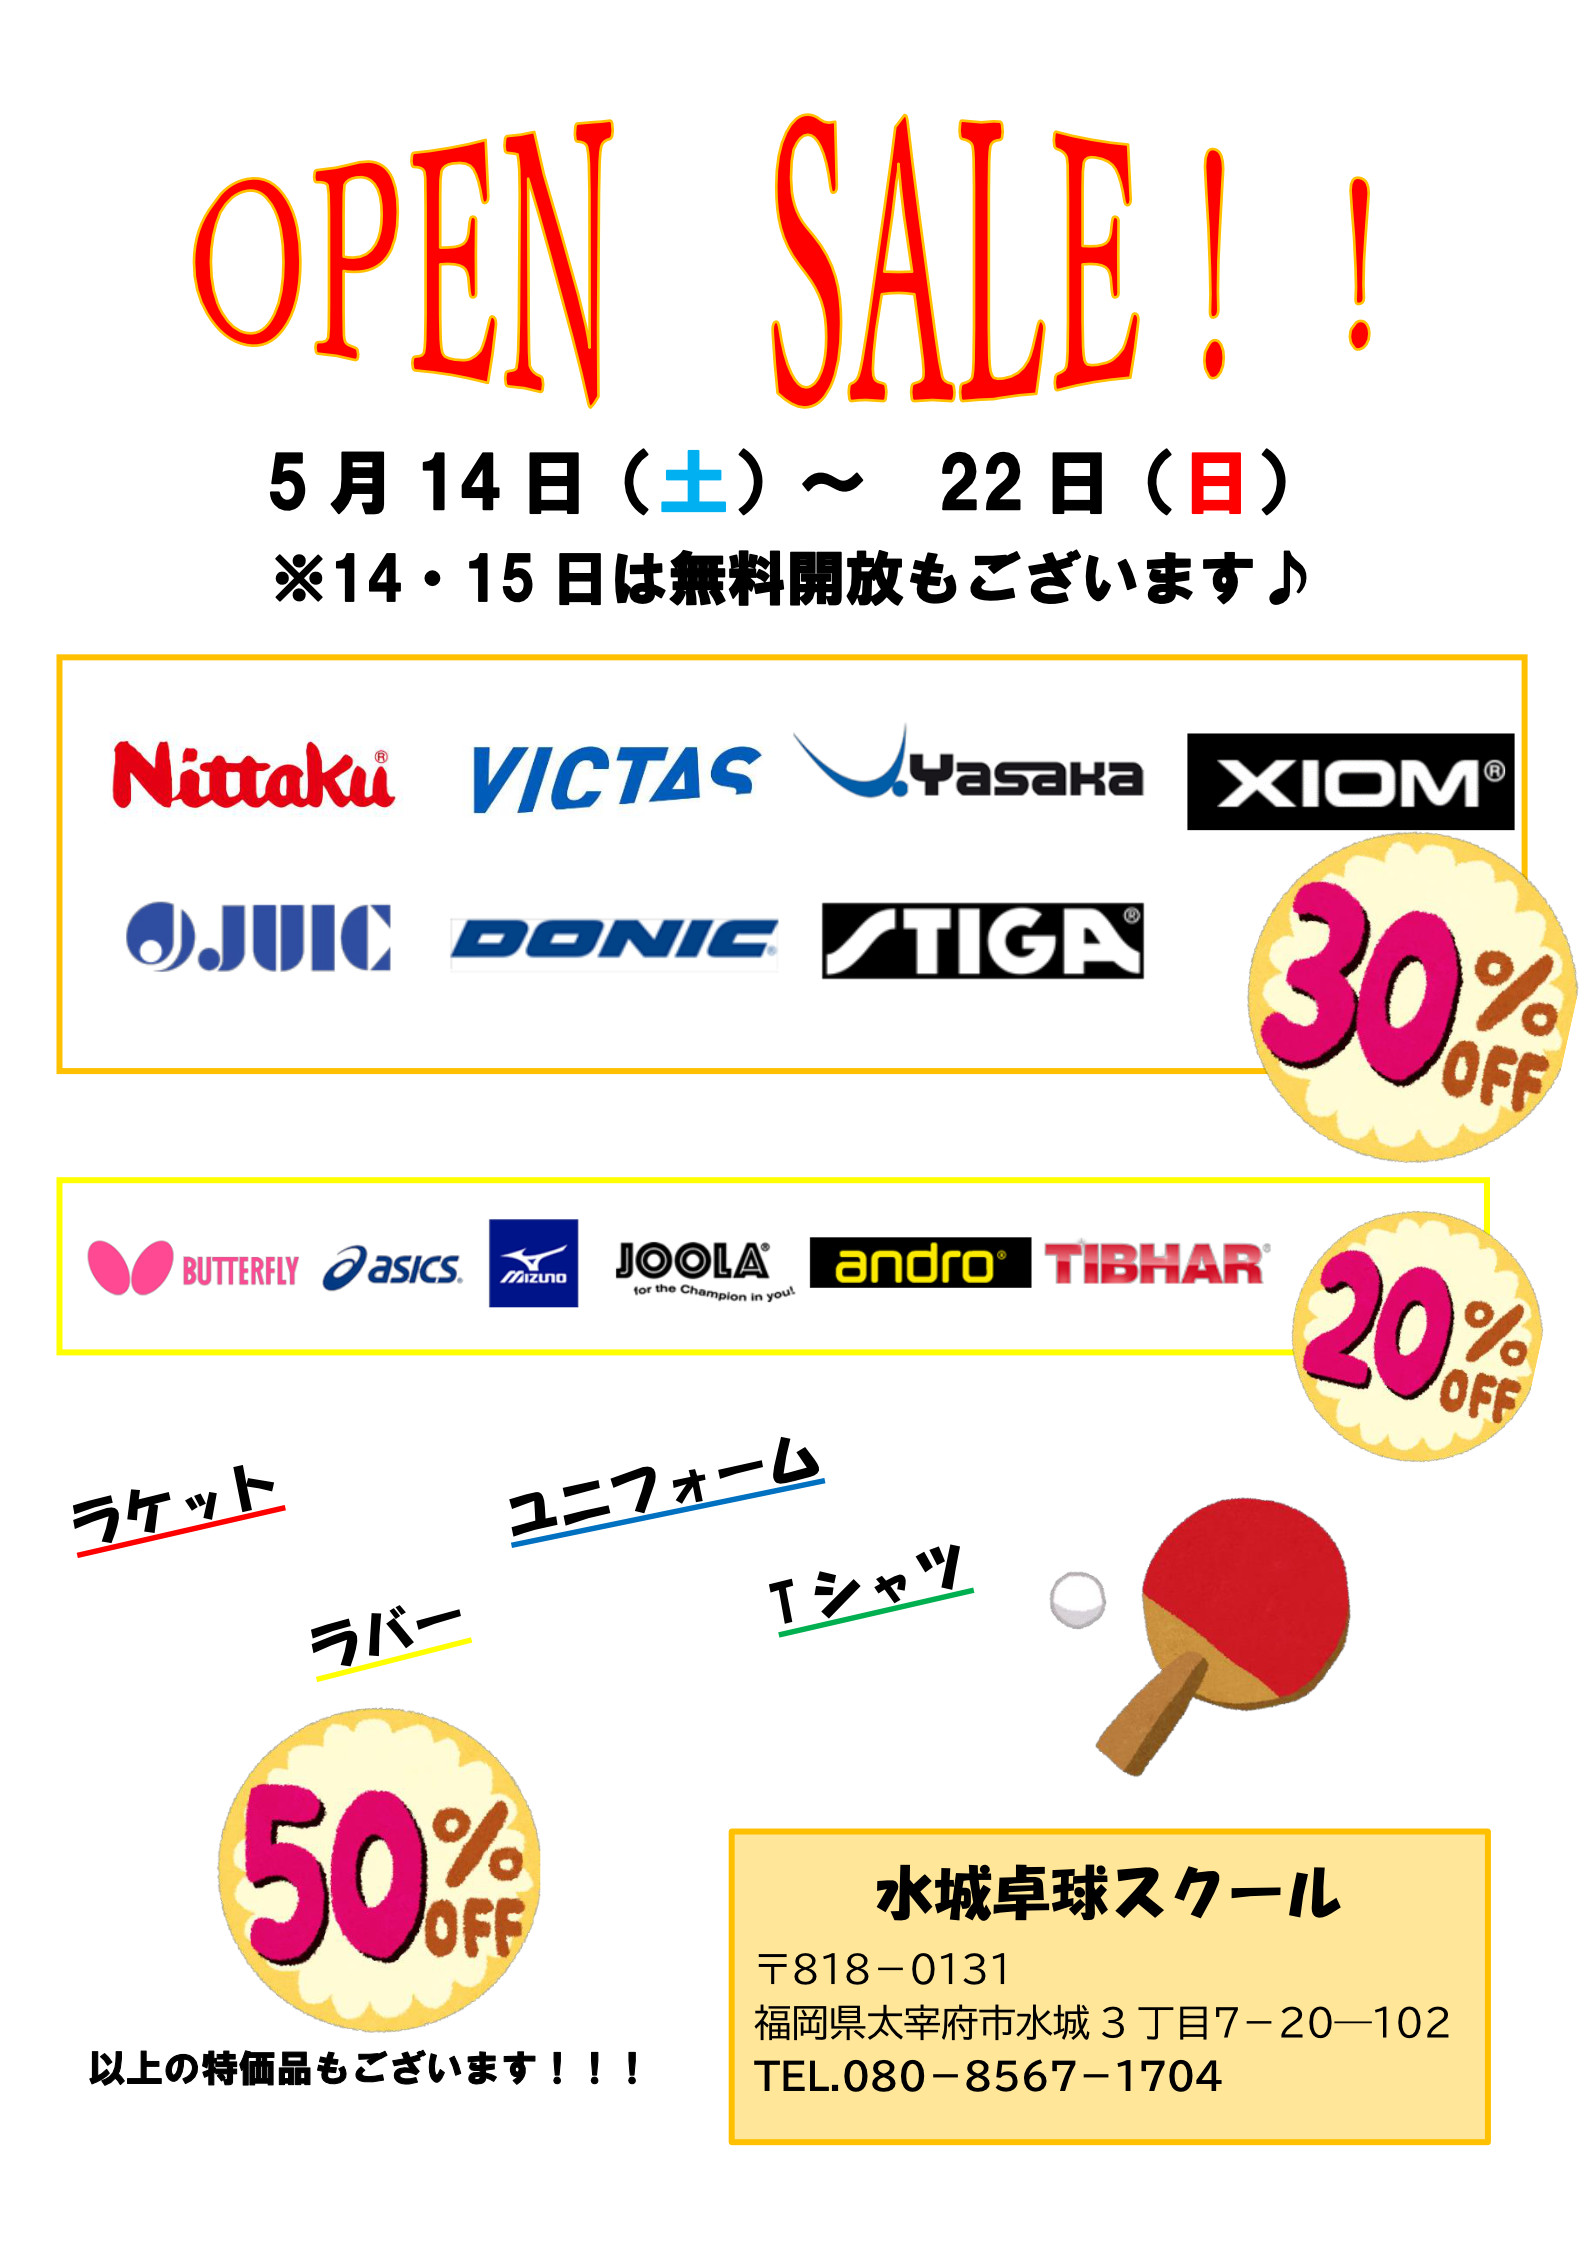 OPEN　SALE！！
5月14日（土）～　22日（日）
※14・15日は無料開放もございます♪
Nittaku® VICTAS Yasaka XIOM®
JUIC DONIC® STIGA®
30%
OFF
BUTTERFLY asics® MIZUNO JOOLA® andro® TIBHAR®
for the Champion in you!
20%
OFF
ラケット
ユニフォーム
Tシャツ
ラバー
50%
OFF
以上の特価品もございます！！！
水城卓球スクール
〒818－0131
福岡県太宰府市水城3丁目7－20―102
TEL.080－8567－1704